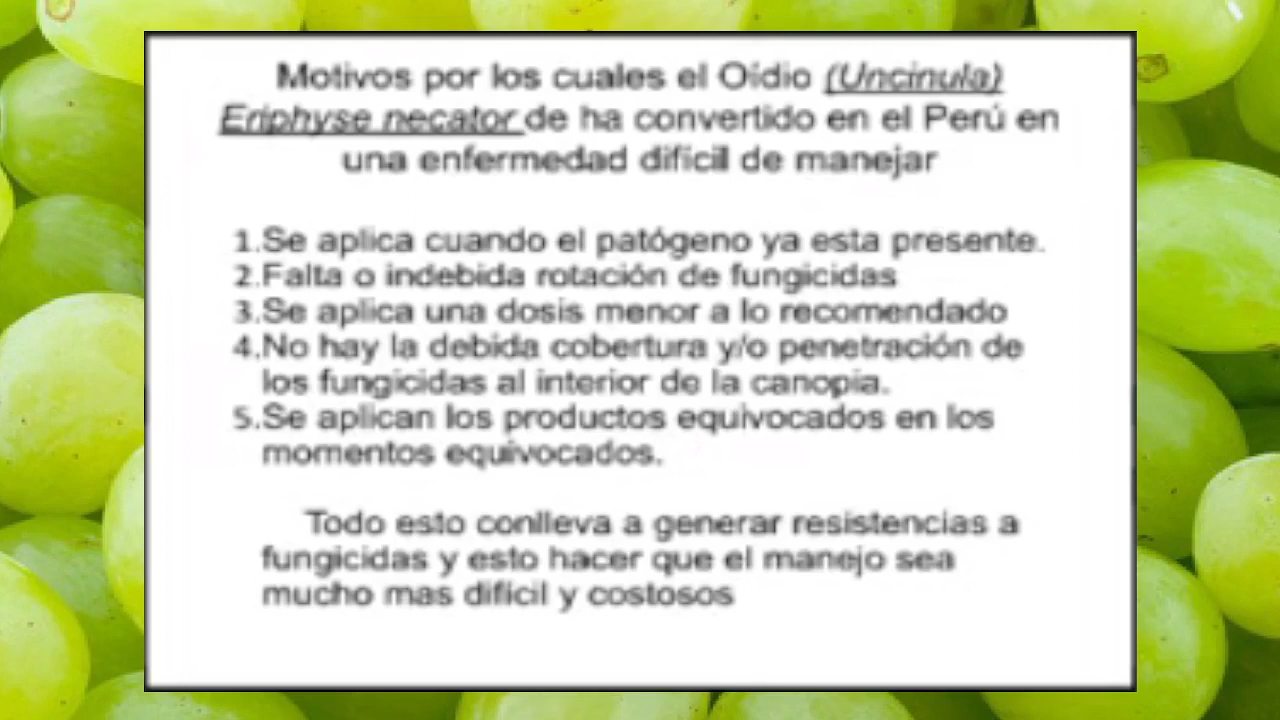 Motivos por los cuales el Oídio (Uncinula)
Eriphyse necator de ha convertido en el Perú en
una enfermedad difícil de manejar
1.Se aplica cuando el patógeno ya esta presente.
2.Falta o indebida rotación de fungicidas
3.Se aplica una dosis menor a lo recomendado
4.No hay la debida cobertura y/o penetración de
los fungicidas al interior de la canopia.
5.Se aplican los productos equivocados en los
momentos equivocados.
Todo esto conlleva a generar resistencias a
fungicidas y esto hacer que el manejo sea
mucho mas difícil y costosos